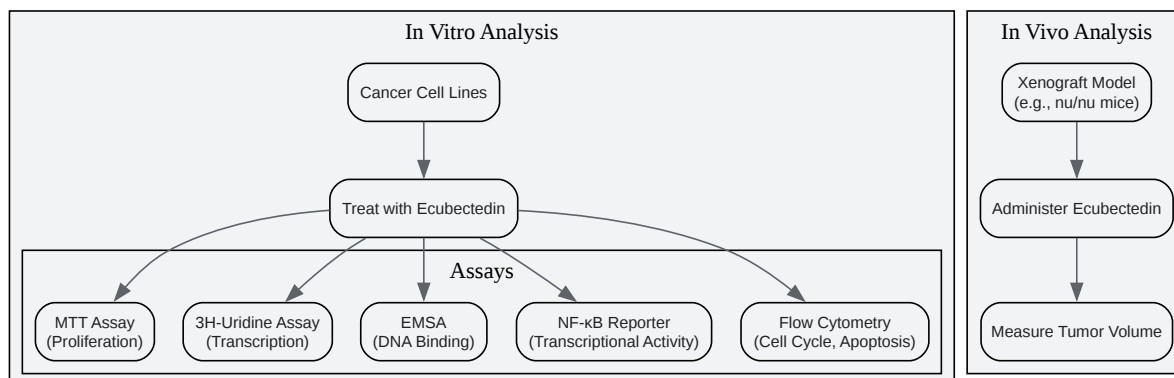 In Vitro Analysis
Cancer Cell Lines
Treat with Ecubectedin
Assays
MTT Assay
(Proliferation)
3H-Uridine Assay
(Transcription)
EMSA
(DNA Binding)
NF-κB Reporter
(Transcriptional Activity)
Flow Cytometry
(Cell Cycle, Apoptosis)
In Vivo Analysis
Xenograft Model
(e.g., nu/nu mice)
Administer Ecubectedin
Measure Tumor Volume